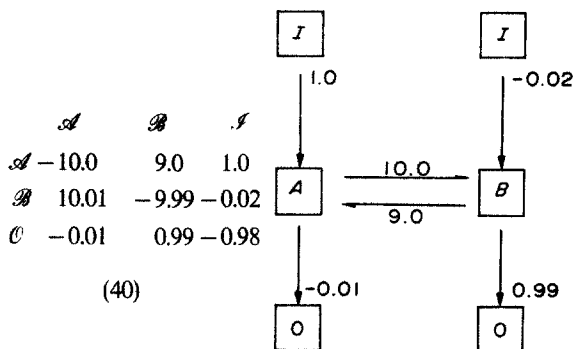 I I
1.0 -0.02
𝒜 ℬ ℐ
𝒜 −10.0 9.0 1.0
ℬ 10.01 −9.99 −0.02
𝒪 −0.01 0.99 −0.98
(40)
A 10.0 B
9.0
-0.01 0.99
O O